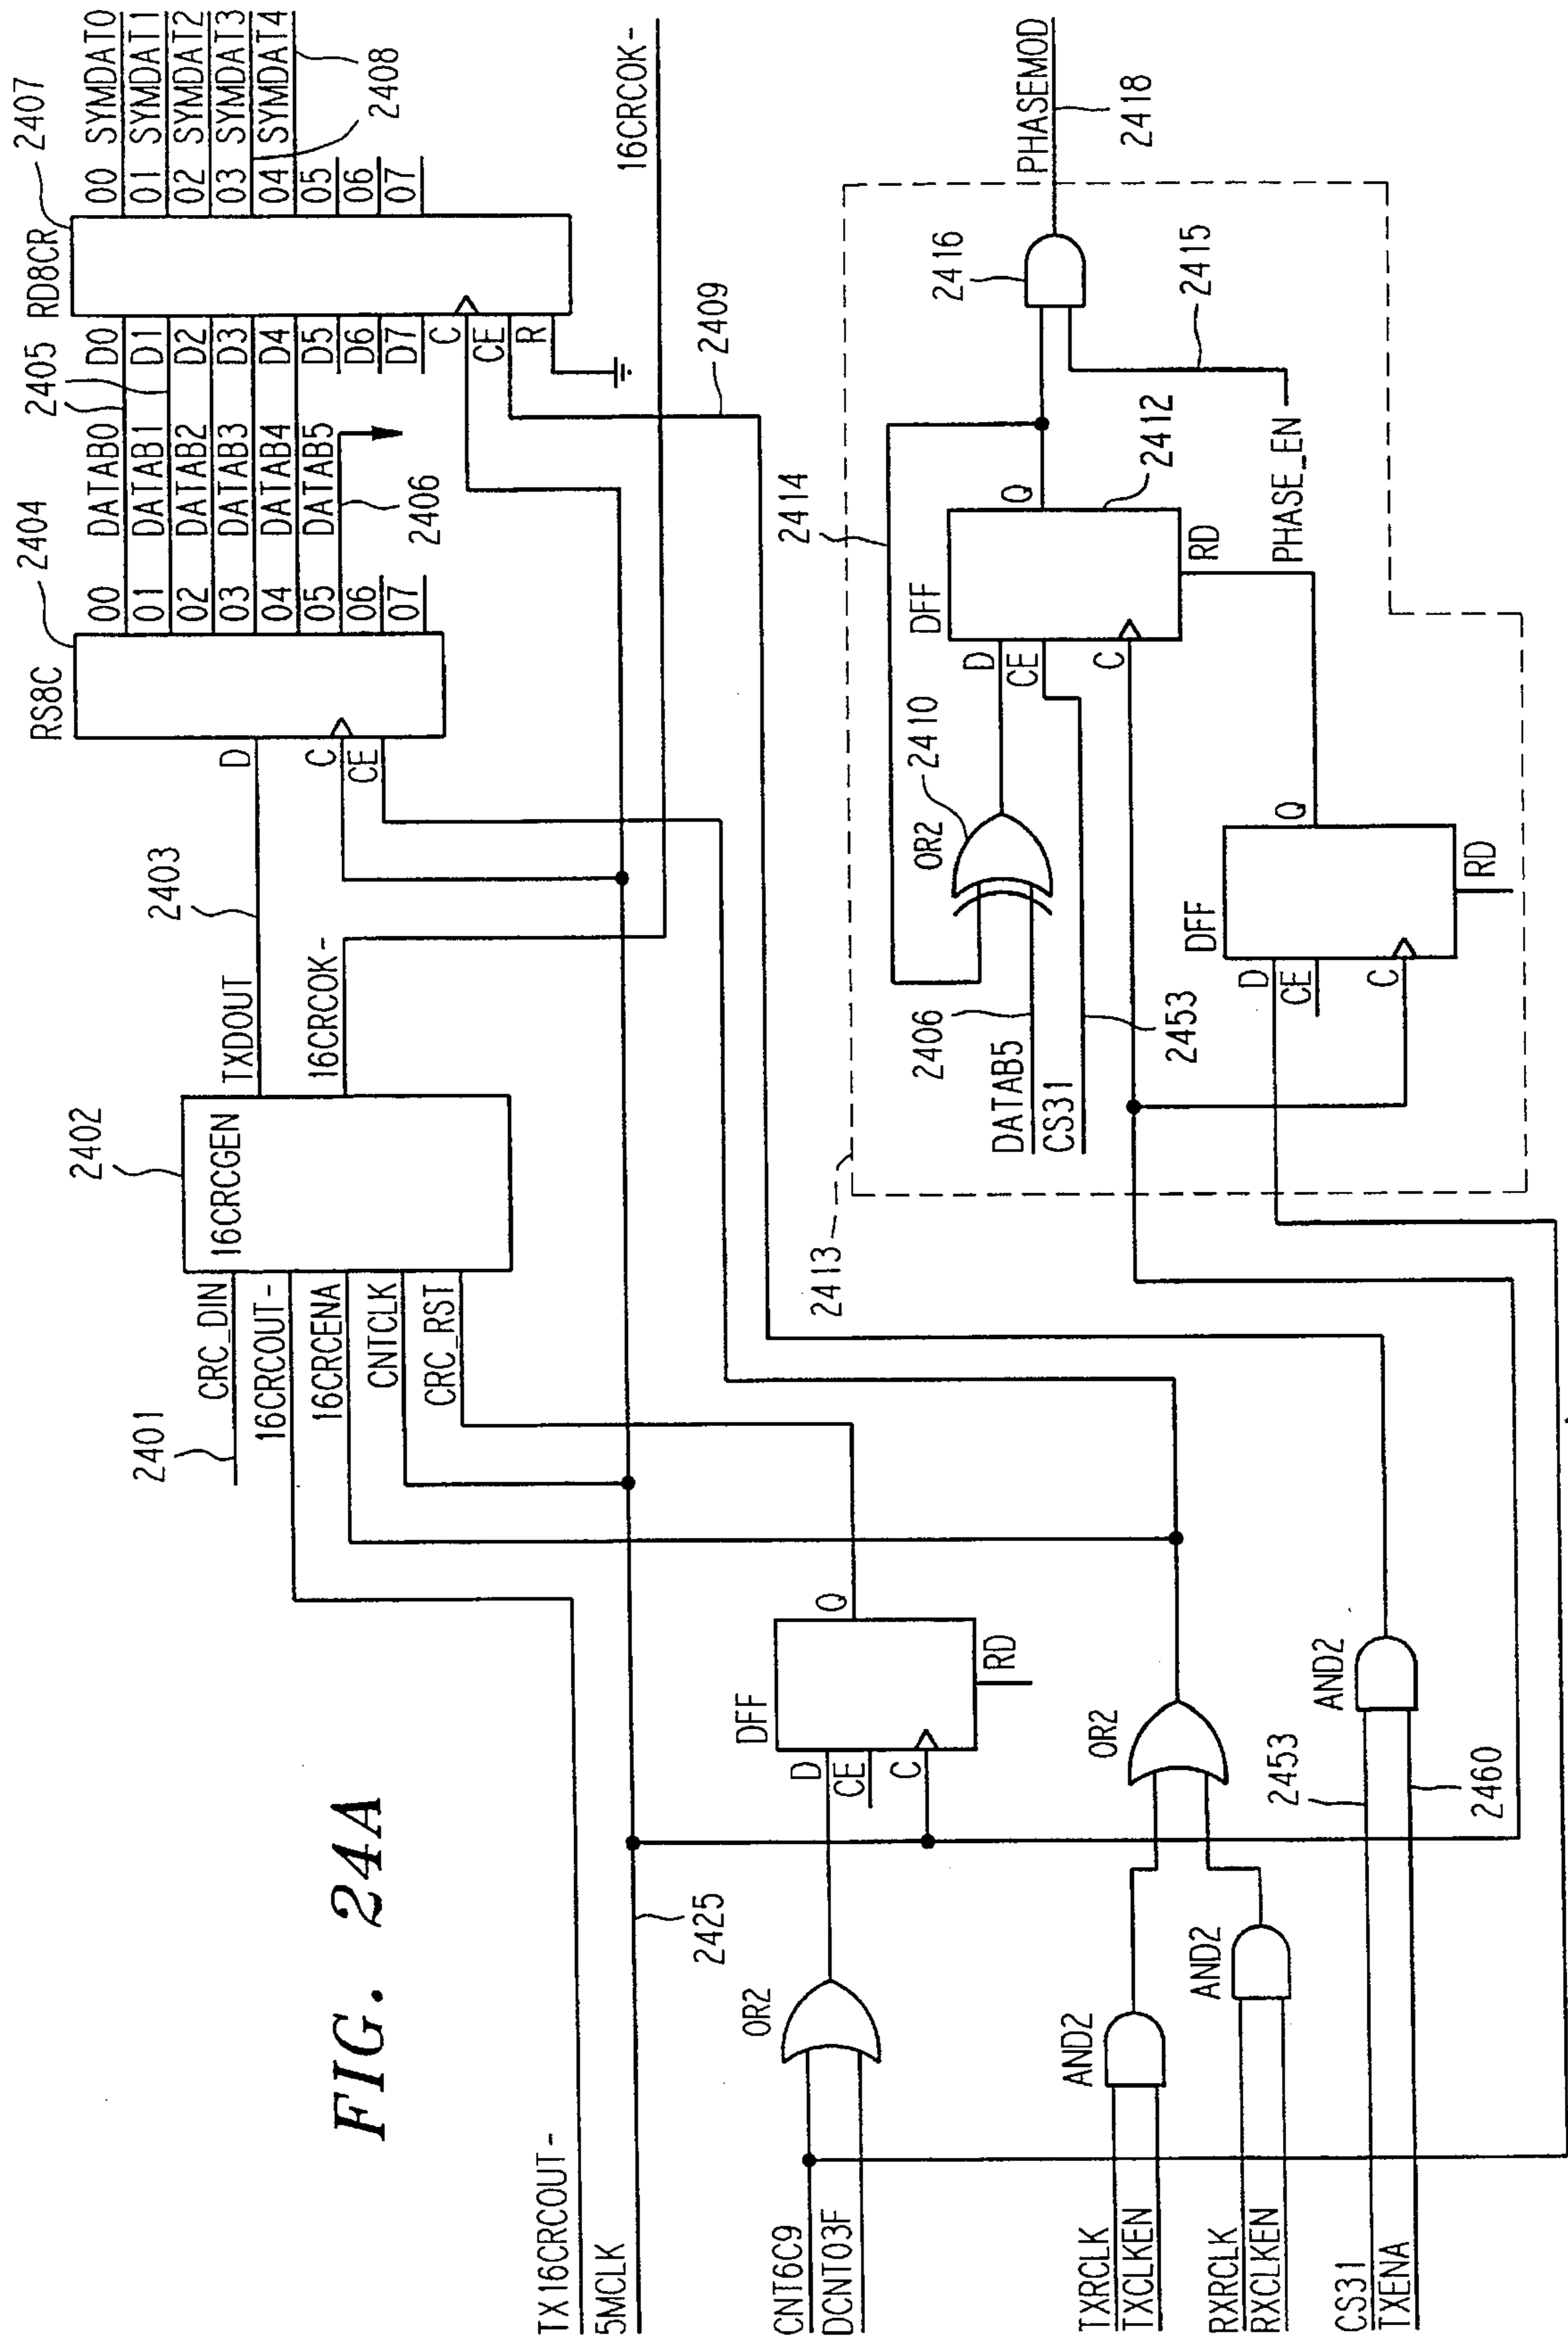 FIG. 24A
TX16CRCOUT-
5MCLK
2425
CNT6C9
DCNT03F
OR2
DFF
D
CE
C
Q
RD
TXRCLK
TXCLKEN
AND2
RXRCLK
RXCLKEN
AND2
OR2
CS31
TXENA
AND2
2453
2460
2401
CRC_DIN
16CRCOUT-
16CRCENA
CNTCLK
CRC_RST
2402
16CRCGEN
TXDOUT
16CRCOK-
2403
RS8C
2404
D
C
CE
00
01
02
03
04
05
06
07
DATAB0
DATAB1
DATAB2
DATAB3
DATAB4
DATAB5
2405
2406
RD8CR
2407
D0
D1
D2
D3
D4
D5
D6
D7
C
CE
R
00 SYMDAT0
01 SYMDAT1
02 SYMDAT2
03 SYMDAT3
04 SYMDAT4
05
06
07
2408
16CRCOK-
2409
2413
2414
DATAB5
2406
CS31
2453
OR2
2410
DFF
D
CE
C
Q
RD
2412
DFF
D
CE
C
Q
RD
PHASE_EN
2415
2416
PHASEMOD
2418